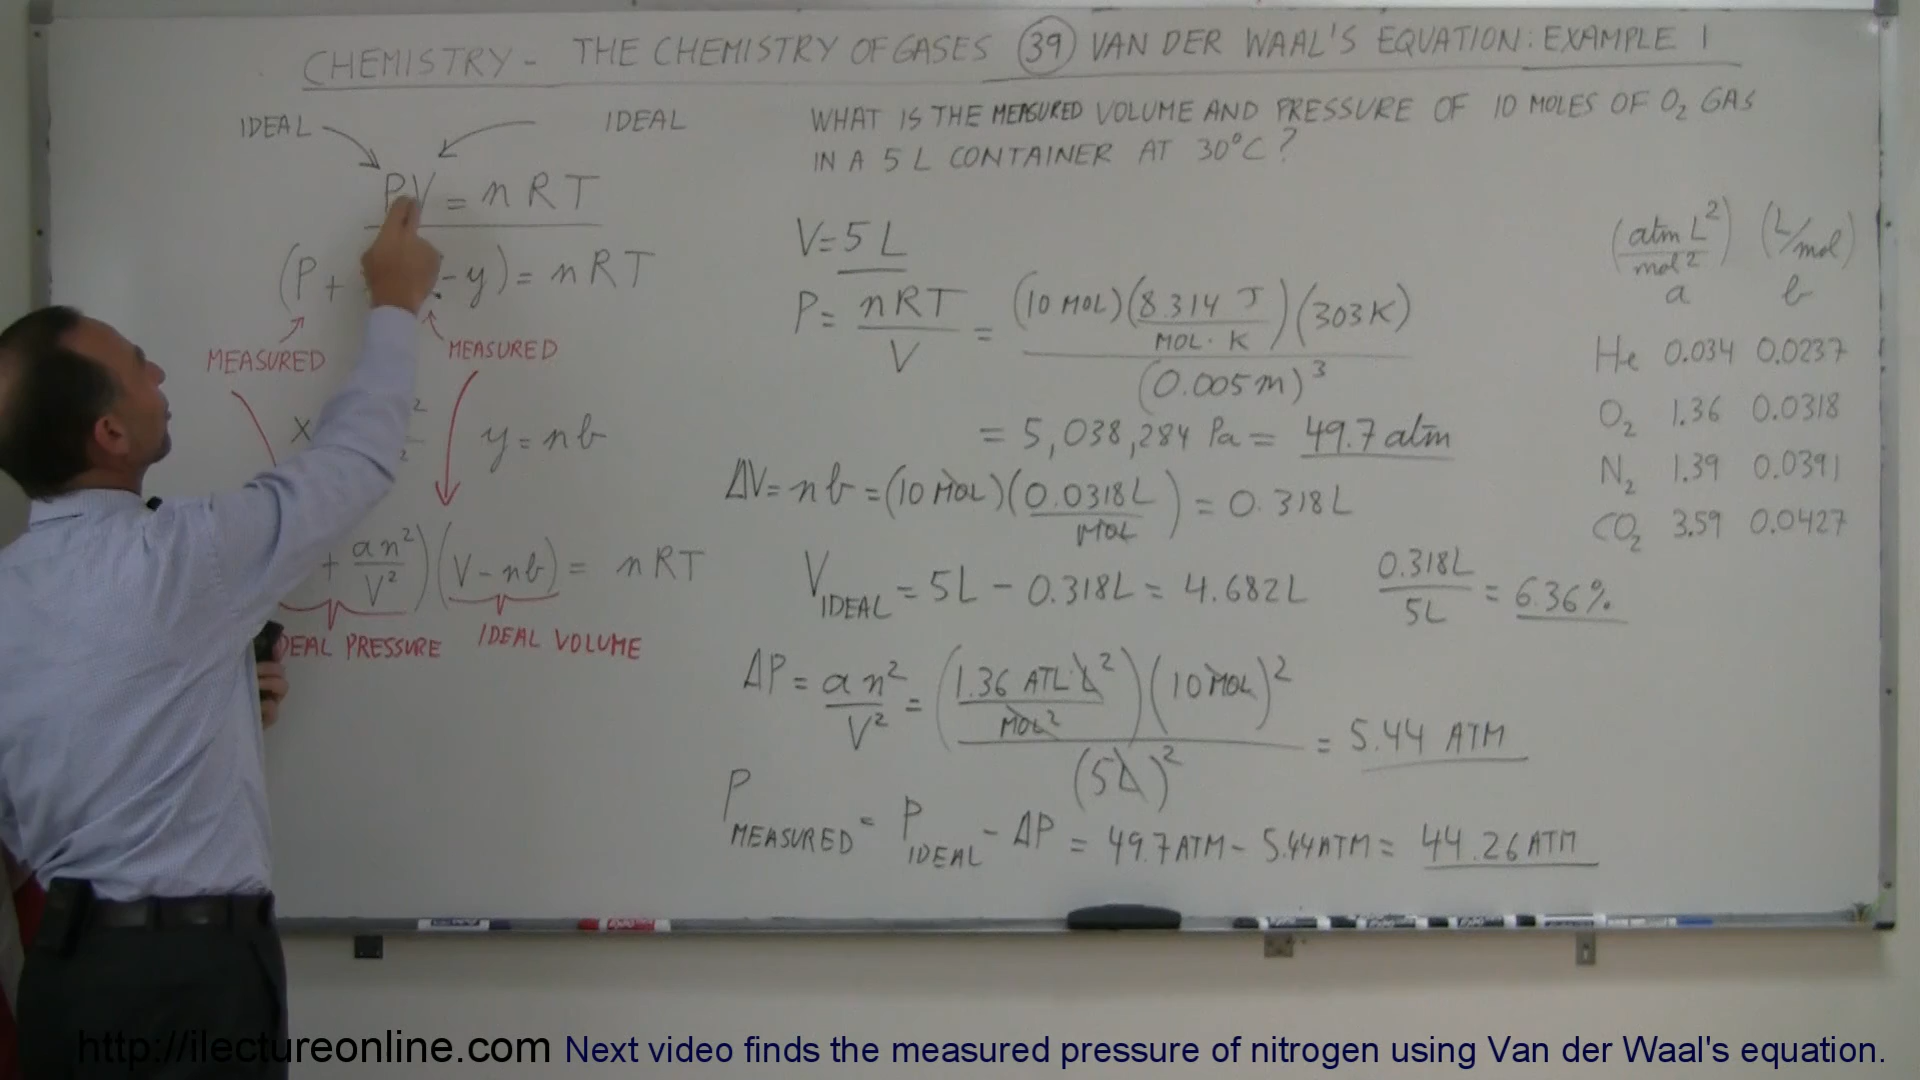 CHEMISTRY - THE CHEMISTRY OF GASES (39) VAN DER WAAL'S EQUATION: EXAMPLE 1
IDEAL IDEAL
PV = nRT
(P + - y) = nRT
MEASURED MEASURED
x 2 y = nb
2
+ an²/V²)(V - nb) = nRT
DEAL PRESSURE IDEAL VOLUME
WHAT IS THE MEASURED VOLUME AND PRESSURE OF 10 MOLES OF O₂ GAS
IN A 5 L CONTAINER AT 30°C?
V = 5 L
P = nRT/V = (10 MOL)(8.314 J/MOL·K)(303K)/(0.005m)³
= 5,038,284 Pa = 49.7 atm
ΔV = nb = (10 MOL)(0.0318L/MOL) = 0.318L
V IDEAL = 5L - 0.318L = 4.682L 0.318L/5L = 6.36%
ΔP = an²/V² = (1.36 ATL·L²/MOL²)(10 MOL)²/(5L)² = 5.44 ATM
P MEASURED = P IDEAL - ΔP = 49.7ATM - 5.44ATM = 44.26ATM
(atm L²/mol²) (L/mol)
a b
He 0.034 0.0237
O₂ 1.36 0.0318
N₂ 1.39 0.0391
CO₂ 3.59 0.0427
http://ilectureonline.com Next video finds the measured pressure of nitrogen using Van der Waal's equation.